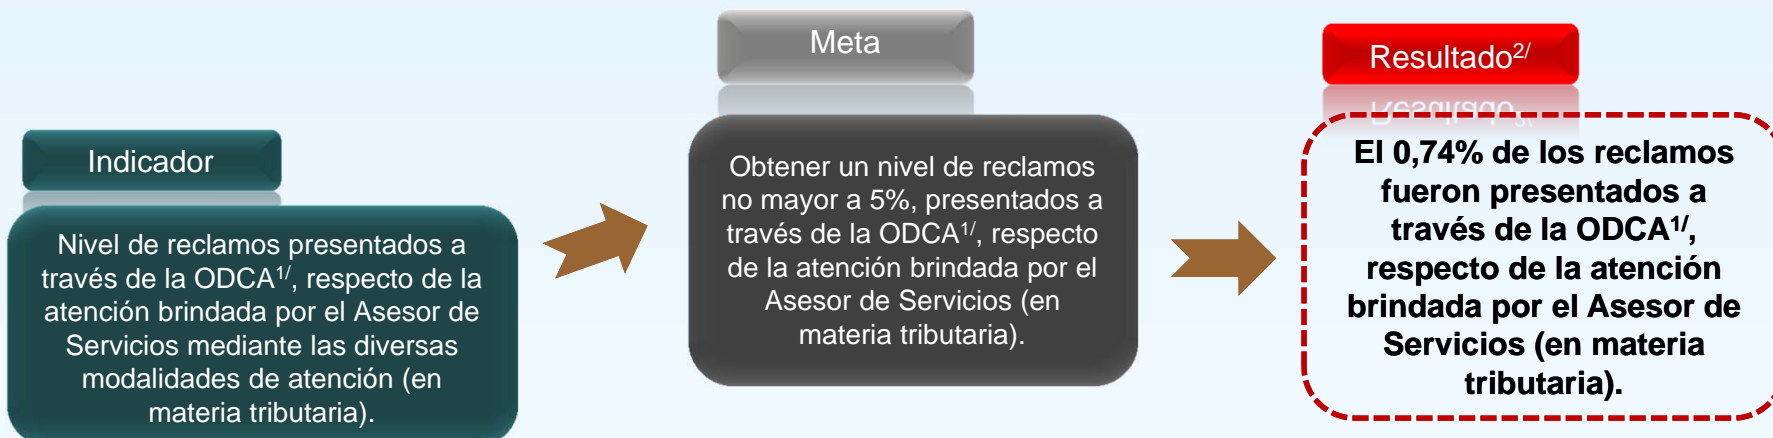 Indicador
Nivel de reclamos presentados a
través de la ODCA1/, respecto de la
atención brindada por el Asesor de
Servicios mediante las diversas
modalidades de atención (en
materia tributaria).
Meta
Obtener un nivel de reclamos
no mayor a 5%, presentados a
través de la ODCA1/, respecto
de la atención brindada por el
Asesor de Servicios (en
materia tributaria).
Resultado2/
El 0,74% de los reclamos
fueron presentados a
través de la ODCA1/,
respecto de la atención
brindada por el Asesor de
Servicios (en materia
tributaria).